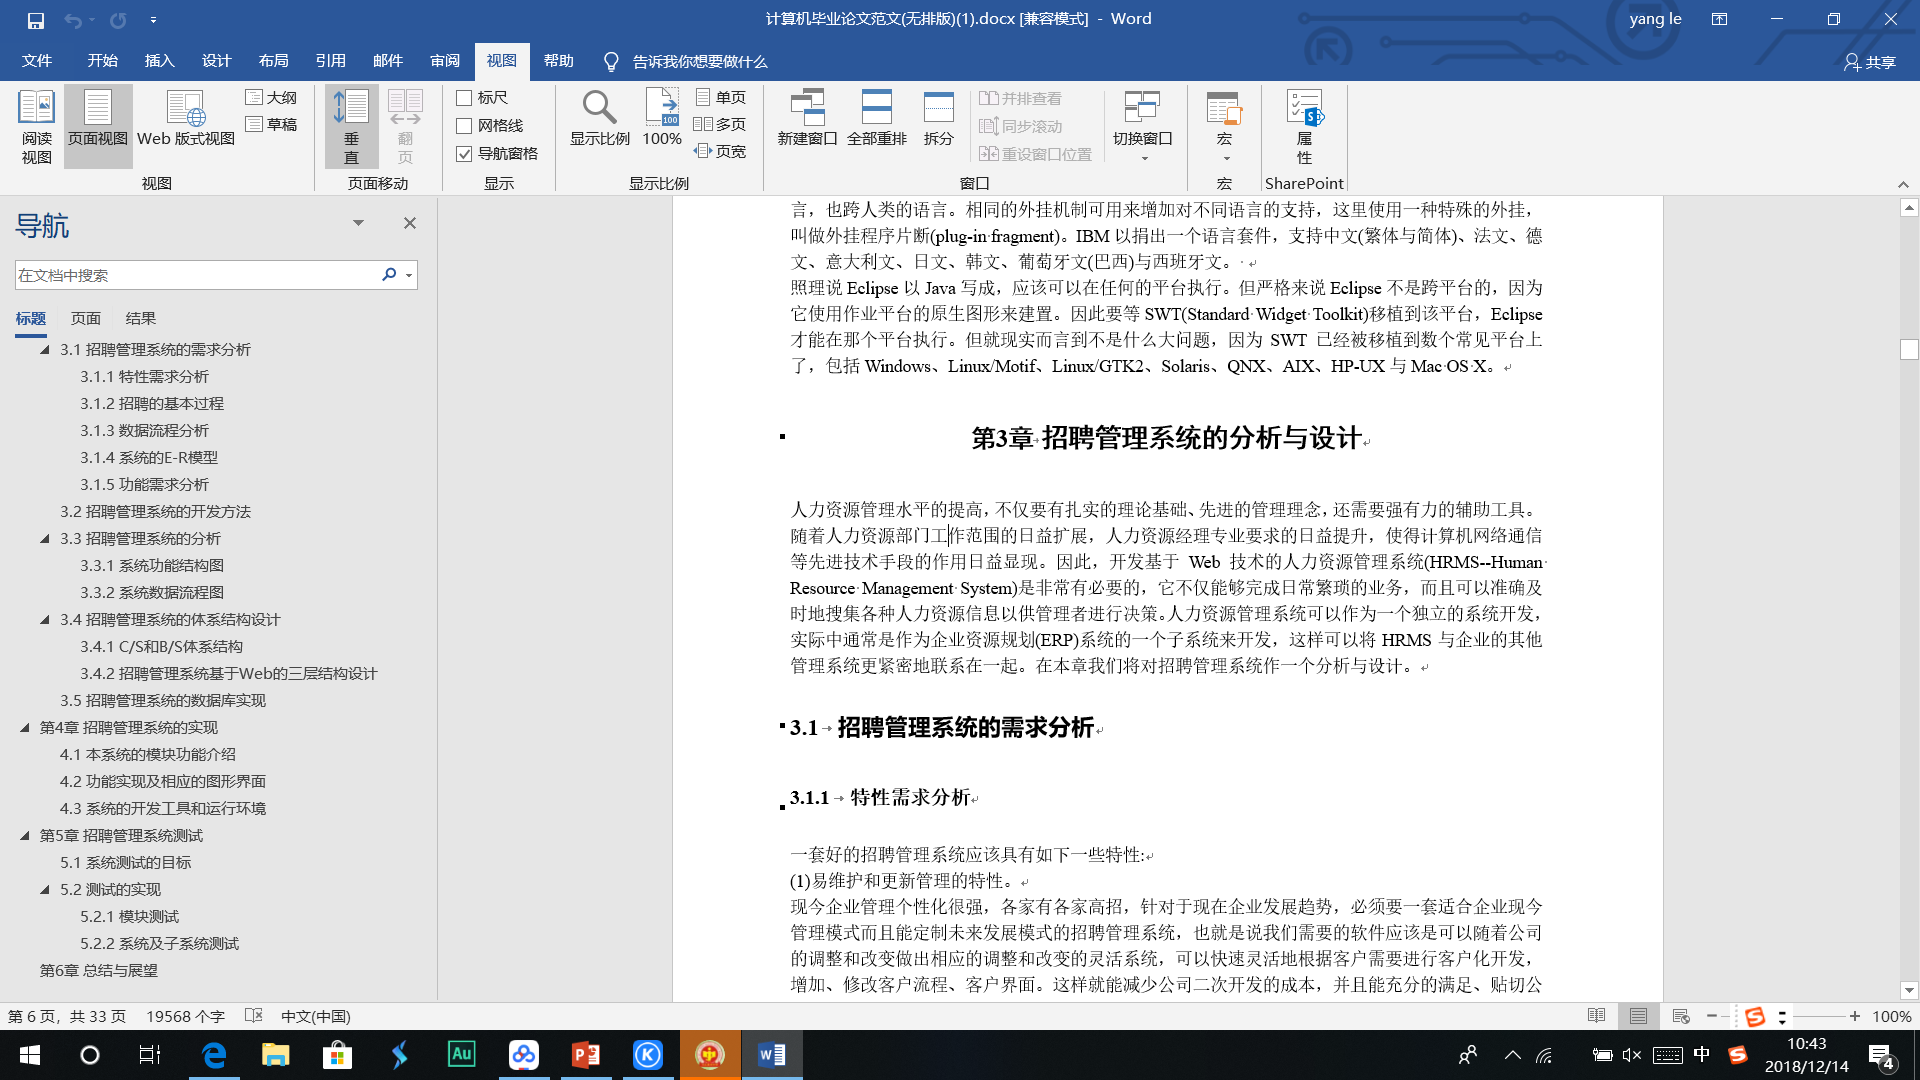 计算机毕业论文范文(无排版)(1).docx [兼容模式] - Word
yang le
文件 开始 插入 设计 布局 引用 邮件 审阅 视图 帮助 告诉我你想要做什么 共享
阅读视图 页面视图 Web 版式视图 大纲 草稿
视图
垂直 翻页
页面移动
标尺
网格线
导航窗格
显示
显示比例 100% 单页 多页 页宽
显示比例
新建窗口 全部重排 拆分 并排查看 同步滚动 重设窗口位置 切换窗口
窗口
宏
宏
属性
SharePoint
导航
在文档中搜索
标题 页面 结果
3.1 招聘管理系统的需求分析
3.1.1 特性需求分析
3.1.2 招聘的基本过程
3.1.3 数据流程分析
3.1.4 系统的E-R模型
3.1.5 功能需求分析
3.2 招聘管理系统的开发方法
3.3 招聘管理系统的分析
3.3.1 系统功能结构图
3.3.2 系统数据流程图
3.4 招聘管理系统的体系结构设计
3.4.1 C/S和B/S体系结构
3.4.2 招聘管理系统基于Web的三层结构设计
3.5 招聘管理系统的数据库实现
第4章 招聘管理系统的实现
4.1 本系统的模块功能介绍
4.2 功能实现及相应的图形界面
4.3 系统的开发工具和运行环境
第5章 招聘管理系统测试
5.1 系统测试的目标
5.2 测试的实现
5.2.1 模块测试
5.2.2 系统及子系统测试
第6章 总结与展望
言，也跨人类的语言。相同的外挂机制可用来增加对不同语言的支持，这里使用一种特殊的外挂，
叫做外挂程序片断(plug-in fragment)。IBM 以捐出一个语言套件，支持中文(繁体与简体)、法文、德
文、意大利文、日文、韩文、葡萄牙文(巴西)与西班牙文。
照理说 Eclipse 以 Java 写成，应该可以在任何的平台执行。但严格来说 Eclipse 不是跨平台的，因为
它使用作业平台的原生图形来建置。因此要等 SWT(Standard Widget Toolkit)移植到该平台，Eclipse
才能在那个平台执行。但就现实而言到不是什么大问题，因为 SWT 已经被移植到数个常见平台上
了，包括 Windows、Linux/Motif、Linux/GTK2、Solaris、QNX、AIX、HP-UX 与 Mac OS X。
第3章 招聘管理系统的分析与设计
人力资源管理水平的提高，不仅要有扎实的理论基础、先进的管理理念，还需要强有力的辅助工具。
随着人力资源部门工作范围的日益扩展，人力资源经理专业要求的日益提升，使得计算机网络通信
等先进技术手段的作用日益显现。因此，开发基于 Web 技术的人力资源管理系统(HRMS--Human
Resource Management System)是非常有必要的，它不仅能够完成日常繁琐的业务，而且可以准确及
时地搜集各种人力资源信息以供管理者进行决策。人力资源管理系统可以作为一个独立的系统开发，
实际中通常是作为企业资源规划(ERP)系统的一个子系统来开发，这样可以将 HRMS 与企业的其他
管理系统更紧密地联系在一起。在本章我们将对招聘管理系统作一个分析与设计。
3.1 招聘管理系统的需求分析
3.1.1 特性需求分析
一套好的招聘管理系统应该具有如下一些特性:
(1)易维护和更新管理的特性。
现今企业管理个性化很强，各家有各家高招，针对于现在企业发展趋势，必须要一套适合企业现今
管理模式而且能定制未来发展模式的招聘管理系统，也就是说我们需要的软件应该是可以随着公司
的调整和改变做出相应的调整和改变的灵活系统，可以快速灵活地根据客户需要进行客户化开发，
增加、修改客户流程、客户界面。这样就能减少公司二次开发的成本，并且能充分的满足、贴切公
第 6 页，共 33 页 19568 个字 中文(中国) 100%
中
10:43
2018/12/14
4